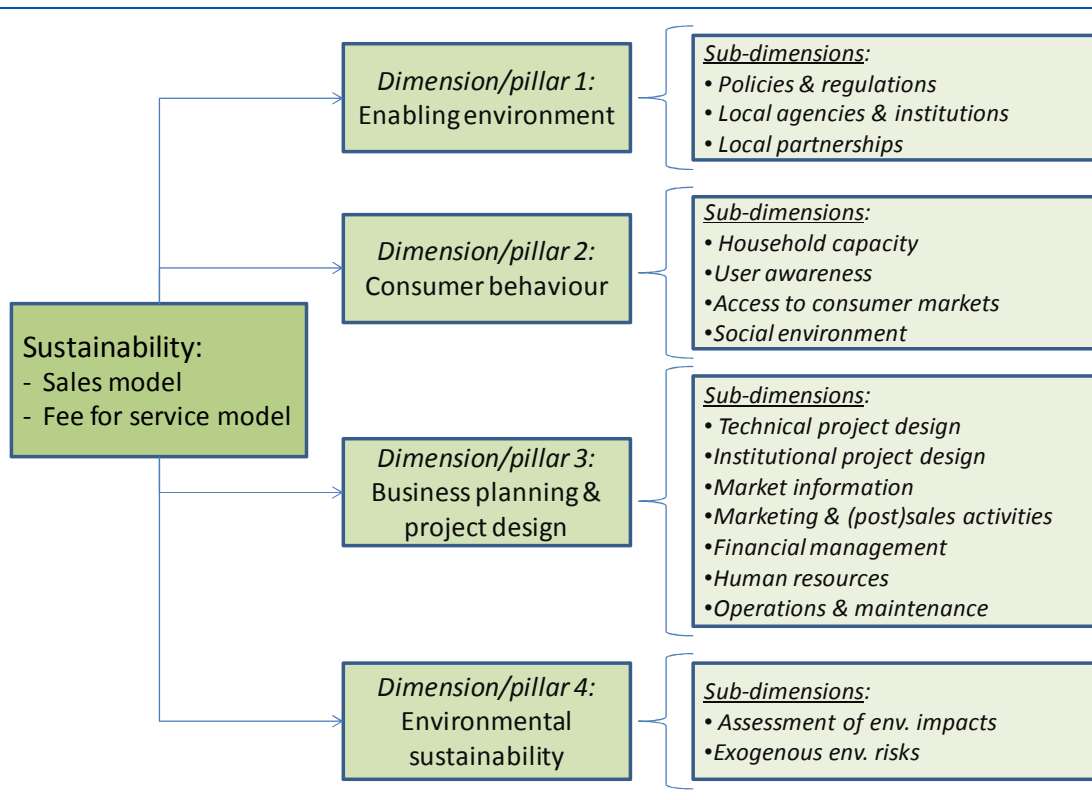 Sustainability:
- Sales model
- Fee for service model
Dimension/pillar 1:
Enabling environment
Sub-dimensions:
• Policies & regulations
• Local agencies & institutions
• Local partnerships
Dimension/pillar 2:
Consumer behaviour
Sub-dimensions:
• Household capacity
•User awareness
•Access to consumer markets
•Social environment
Dimension/pillar 3:
Business planning &
project design
Sub-dimensions:
• Technical project design
•Institutional project design
•Market information
•Marketing & (post)sales activities
•Financial management
•Human resources
•Operations & maintenance
Dimension/pillar 4:
Environmental
sustainability
Sub-dimensions:
• Assessment of env. impacts
•Exogenous env. risks